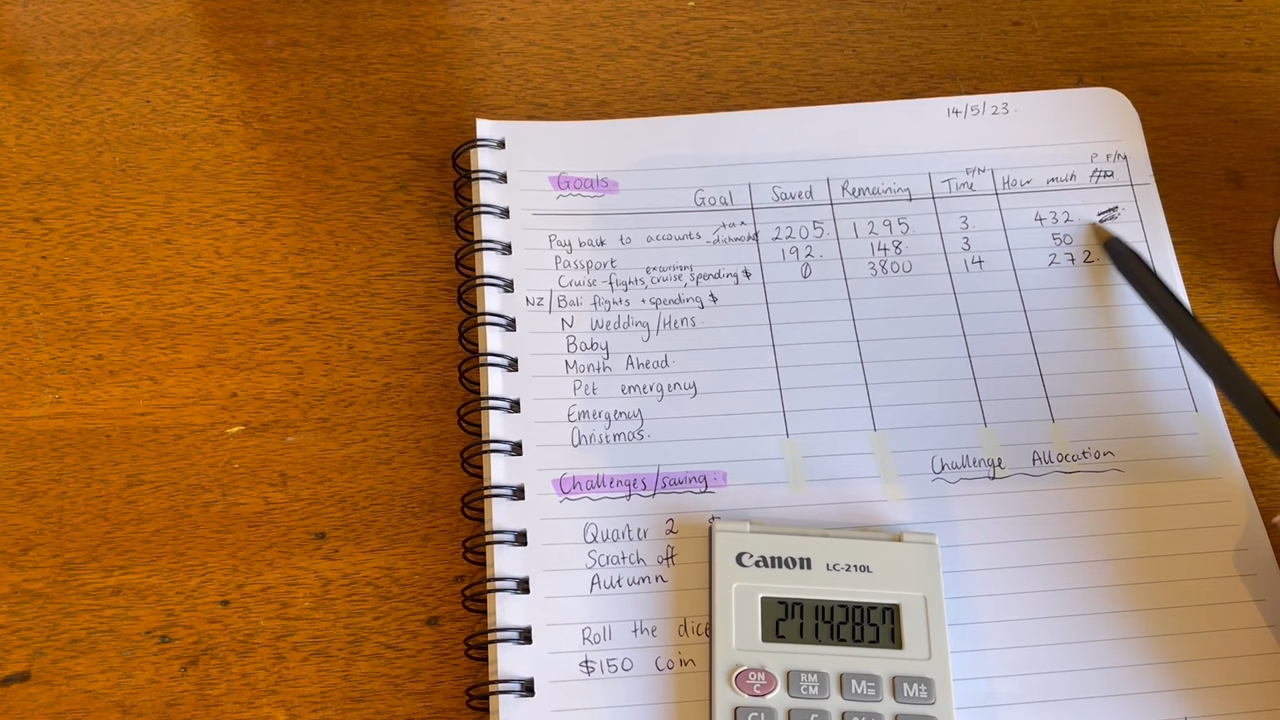 14/5/23.
Goals
Goal Saved Remaining Time F/N How much P F/N
Pay back to accounts - tax 2205. 1295. 3. 432.
Passport 192. 148. 3 50
Cruise - flights, cruise, excursions spending $ 0 3800 14 272.
NZ/Bali flights + spending $
N Wedding/Hens.
Baby
Month Ahead.
Pet emergency
Emergency
Christmas.
Challenges/saving: Challenge Allocation
Quarter 2
Scratch off
Autumn
Roll the dice
$150 coin
Canon LC-210L
271.42857
ON/C RM/CM M= M±